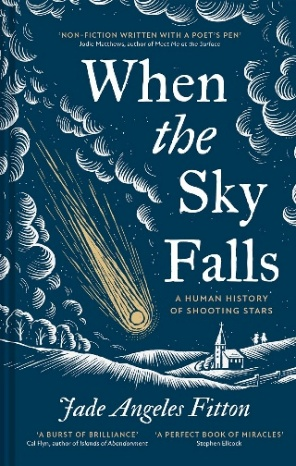 'NON-FICTION WRITTEN WITH A POET'S PEN'
Jodie Matthews, author of Meet Me at the Surface
When
the
Sky
Falls
A HUMAN HISTORY
OF SHOOTING STARS
Jade Angeles Fitton
'A BURST OF BRILLIANCE'
Cal Flyn, author of Islands of Abandonment
'A PERFECT BOOK OF MIRACLES'
Stephen Ellcock